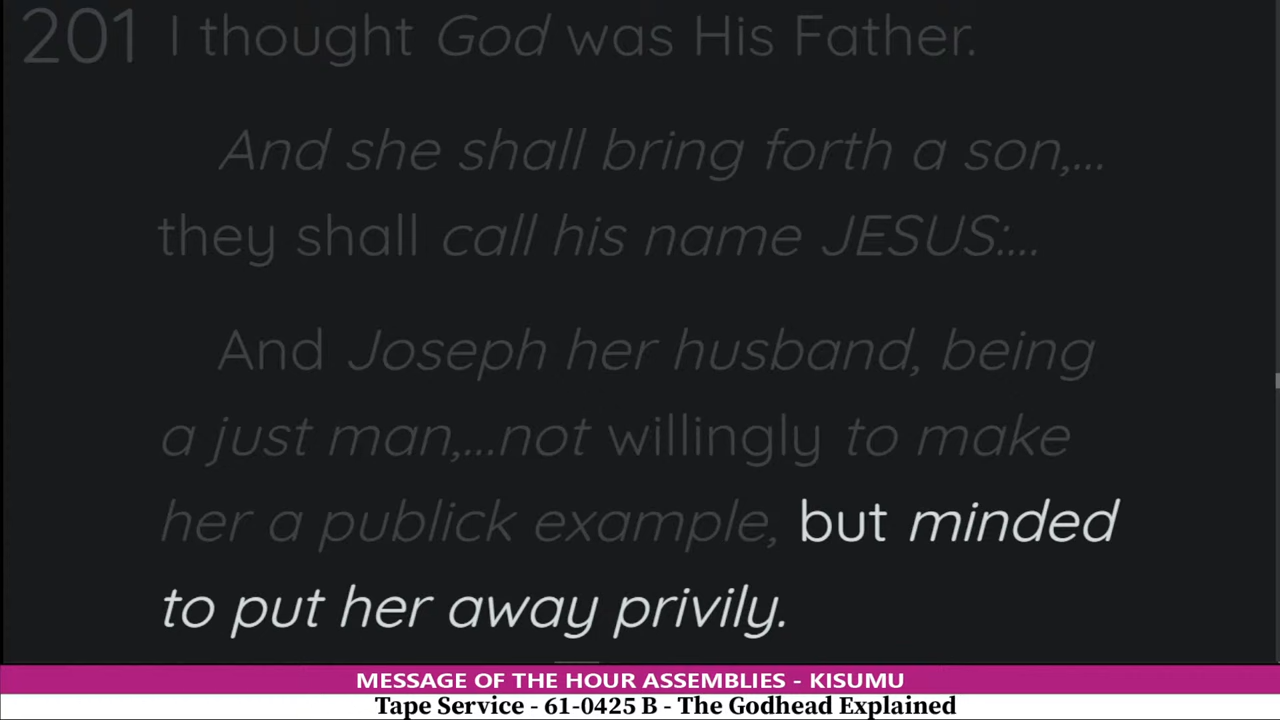 201 I thought God was His Father.
And she shall bring forth a son,...
they shall call his name JESUS:...
And Joseph her husband, being
a just man,...not willingly to make
her a publick example, but minded
to put her away privily.
MESSAGE OF THE HOUR ASSEMBLIES - KISUMU
Tape Service - 61-0425 B - The Godhead Explained